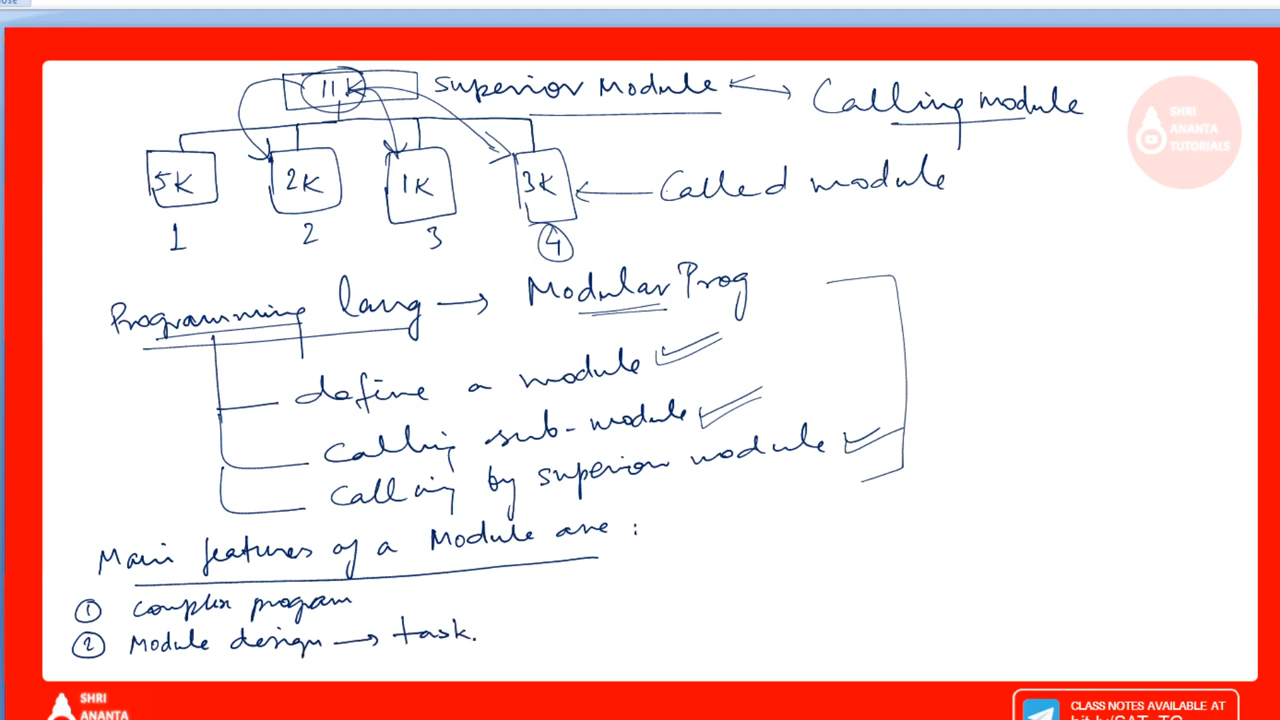 11K superior Module Calling module
5K 2K 1K 3K Called module
1 2 3 4
Programming lang → Modular Prog
define a module
Calling sub-module
Calling by superior module
Main features of a Module are :
① Complex program
② Module design → task.
SHRI
ANANTA
TUTORIALS
SHRI
ANANTA
CLASS NOTES AVAILABLE AT